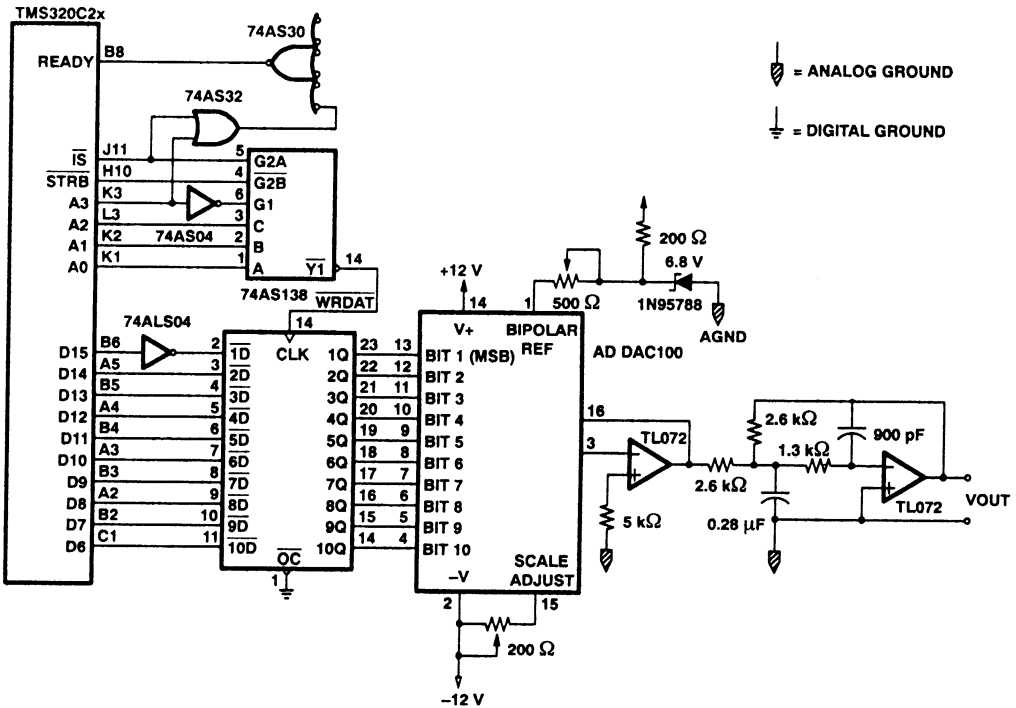 TMS320C2x
74AS30
READY B8
= ANALOG GROUND
74AS32
= DIGITAL GROUND
IS J11 5 G2A
STRB H10 4 G2B
A3 K3 6 G1
A2 L3 3 C
A1 K2 2 B
A0 K1 1 A
74AS04
Y1 14
74AS138
WRDAT
200 Ω
6.8 V
1N95788
AGND
500 Ω
+12 V
14
1
V+
BIPOLAR
REF
AD DAC100
74ALS04
14
CLK
D15 B6 2 1D 1Q 23 13 BIT 1 (MSB)
D14 A5 3 2D 2Q 22 12 BIT 2
D13 B5 4 3D 3Q 21 11 BIT 3
D12 A4 5 4D 4Q 20 10 BIT 4
D11 B4 6 5D 5Q 19 9 BIT 5
D10 A3 7 6D 6Q 18 8 BIT 6
D9 B3 8 7D 7Q 17 7 BIT 7
D8 A2 9 8D 8Q 16 6 BIT 8
D7 B2 10 9D 9Q 15 5 BIT 9
D6 C1 11 10D 10Q 14 4 BIT 10
OC
1
16
3
TL072
2.6 kΩ
2.6 kΩ
1.3 kΩ
900 pF
TL072
VOUT
5 kΩ
0.28 µF
SCALE
ADJUST
–V
2
15
200 Ω
–12 V